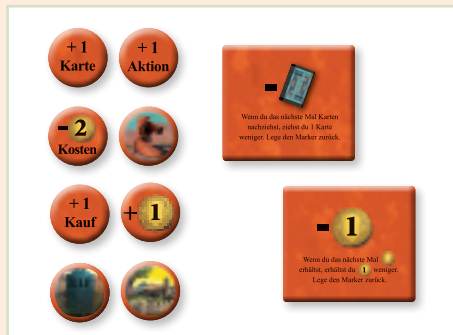 +1
Karte
+1
Aktion
-2
Kosten
+1
Kauf
+1
-
Wenn du das nächste Mal Karten
nachziehst, ziehst du 1 Karte
weniger. Lege den Marker zurück.
-1
Wenn du das nächste Mal
erhältst, erhältst du 1 weniger.
Lege den Marker zurück.